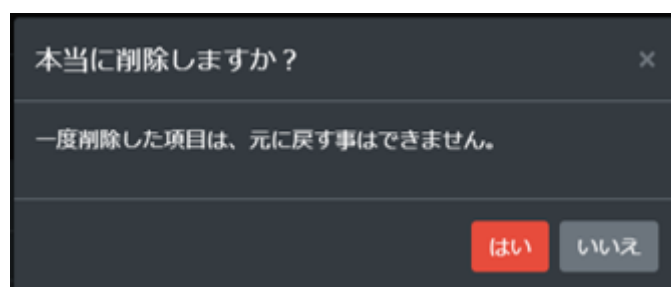 本当に削除しますか？
×
一度削除した項目は、元に戻す事はできません。
はい
いいえ